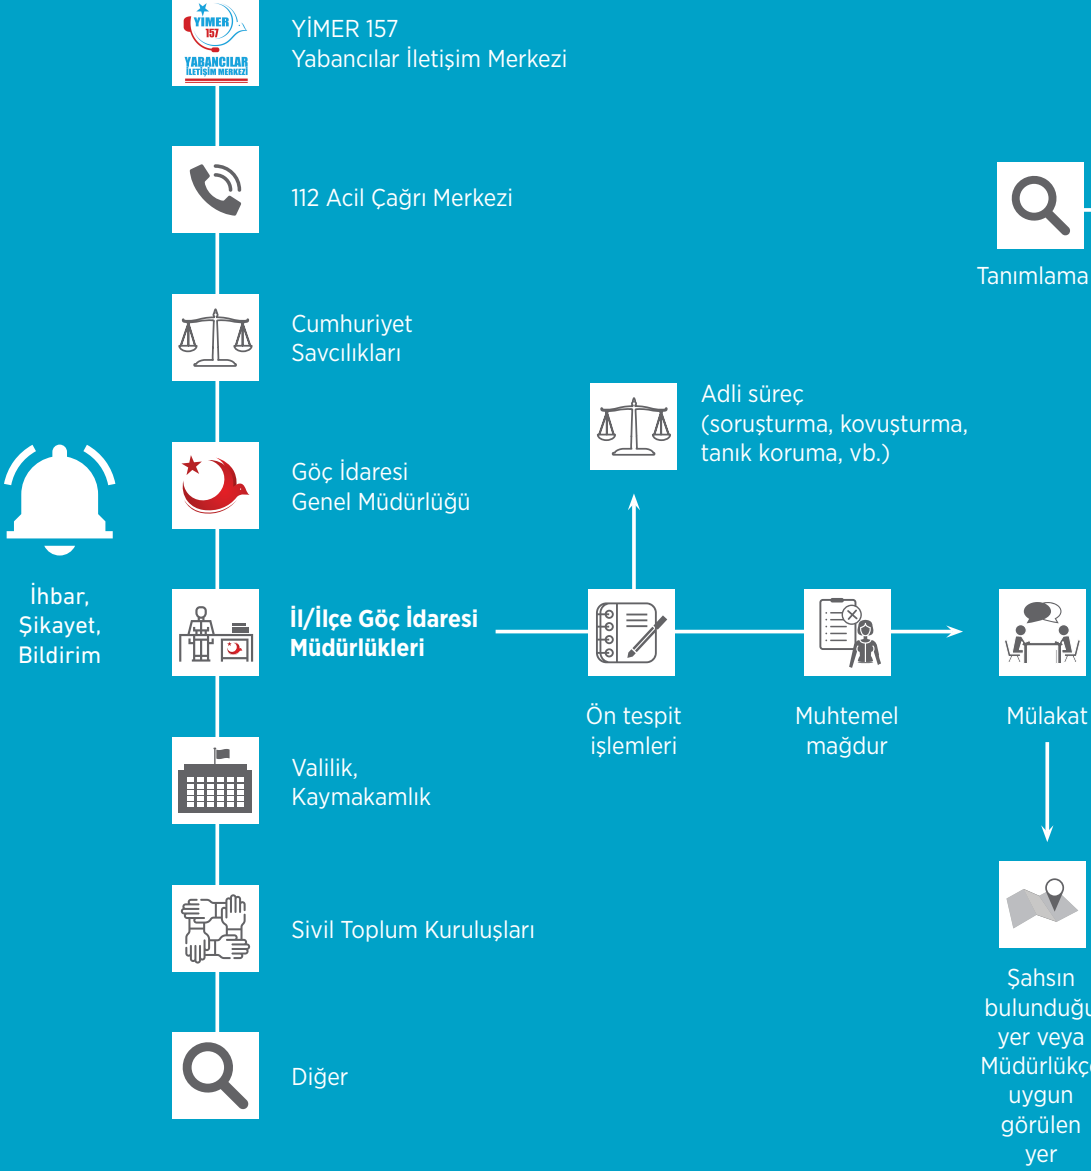 YİMER
157
YABANCILAR
İLETİŞİM MERKEZİ
YİMER 157
Yabancılar İletişim Merkezi
112 Acil Çağrı Merkezi
Tanımlama
Cumhuriyet
Savcılıkları
Adli süreç
(soruşturma, kovuşturma,
tanık koruma, vb.)
Göç İdaresi
Genel Müdürlüğü
İhbar,
Şikayet,
Bildirim
İl/İlçe Göç İdaresi
Müdürlükleri
Ön tespit
işlemleri
Muhtemel
mağdur
Mülakat
Valilik,
Kaymakamlık
Sivil Toplum Kuruluşları
Şahsın
bulunduğu
yer veya
Müdürlükçe
uygun
görülen
yer
Diğer